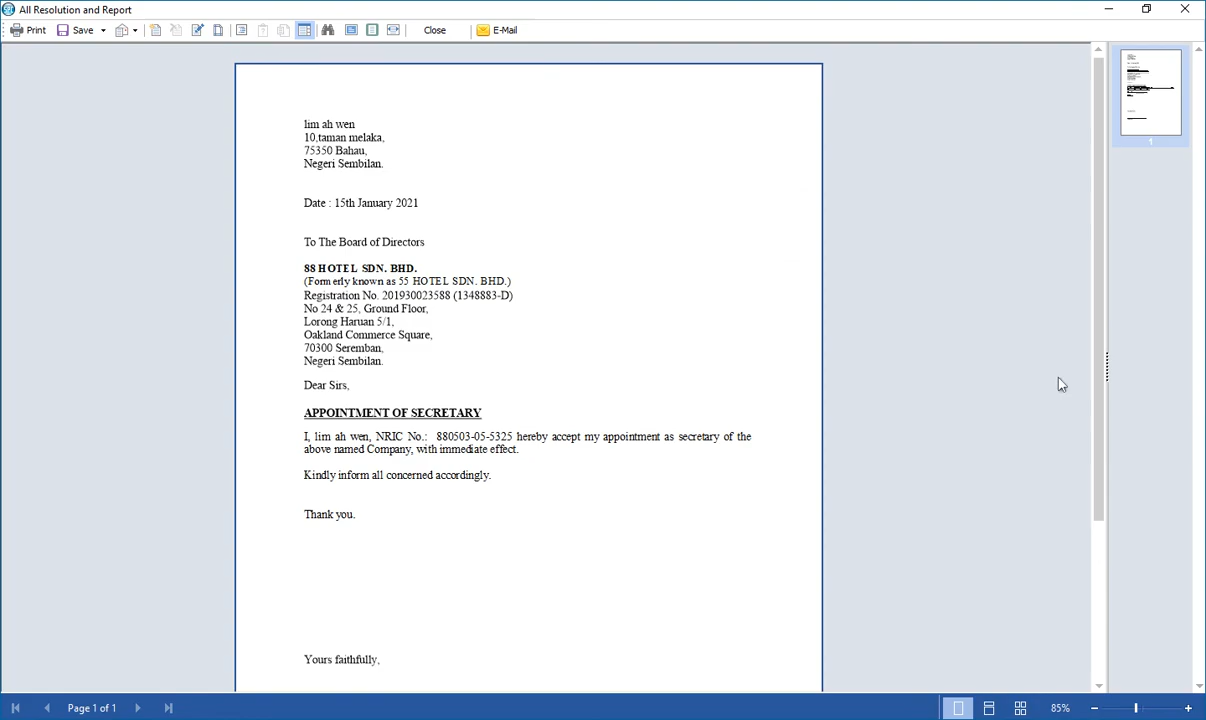 All Resolution and Report
Print Save Close E-Mail
lim ah wen
10,taman melaka,
75350 Bahau,
Negeri Sembilan.
Date : 15th January 2021
To The Board of Directors
88 HOTEL SDN. BHD.
(Formerly known as 55 HOTEL SDN. BHD.)
Registration No. 201930023588 (1348883-D)
No 24 & 25, Ground Floor,
Lorong Haruan 5/1,
Oakland Commerce Square,
70300 Seremban,
Negeri Sembilan.
Dear Sirs,
APPOINTMENT OF SECRETARY
I, lim ah wen, NRIC No.: 880503-05-5325 hereby accept my appointment as secretary of the
above named Company, with immediate effect.
Kindly inform all concerned accordingly.
Thank you.
Yours faithfully,
1
Page 1 of 1
85%